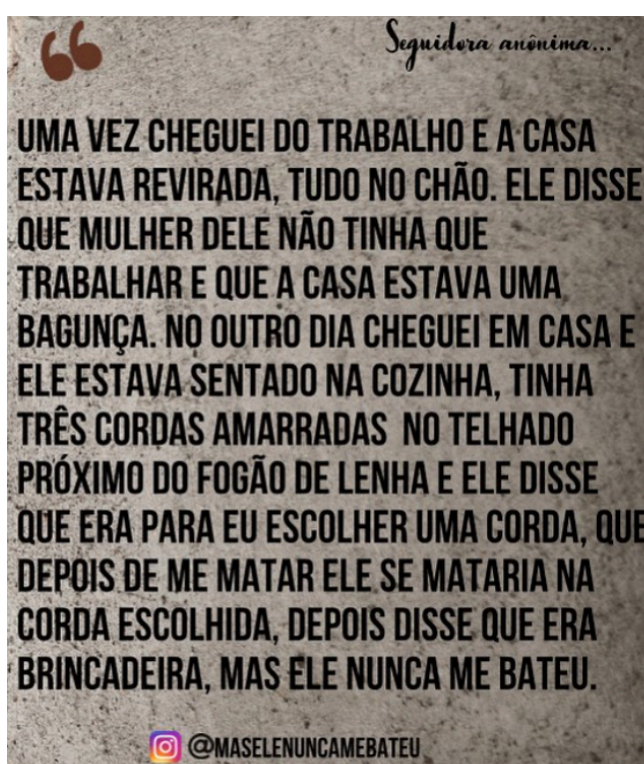 Seguidora anônima...
UMA VEZ CHEGUEI DO TRABALHO E A CASA
ESTAVA REVIRADA, TUDO NO CHÃO. ELE DISSE
QUE MULHER DELE NÃO TINHA QUE
TRABALHAR E QUE A CASA ESTAVA UMA
BAGUNÇA. NO OUTRO DIA CHEGUEI EM CASA E
ELE ESTAVA SENTADO NA COZINHA, TINHA
TRÊS CORDAS AMARRADAS NO TELHADO
PRÓXIMO DO FOGÃO DE LENHA E ELE DISSE
QUE ERA PARA EU ESCOLHER UMA CORDA, QUE
DEPOIS DE ME MATAR ELE SE MATARIA NA
CORDA ESCOLHIDA, DEPOIS DISSE QUE ERA
BRINCADEIRA, MAS ELE NUNCA ME BATEU.
@MASELENUNCAMEBATEU